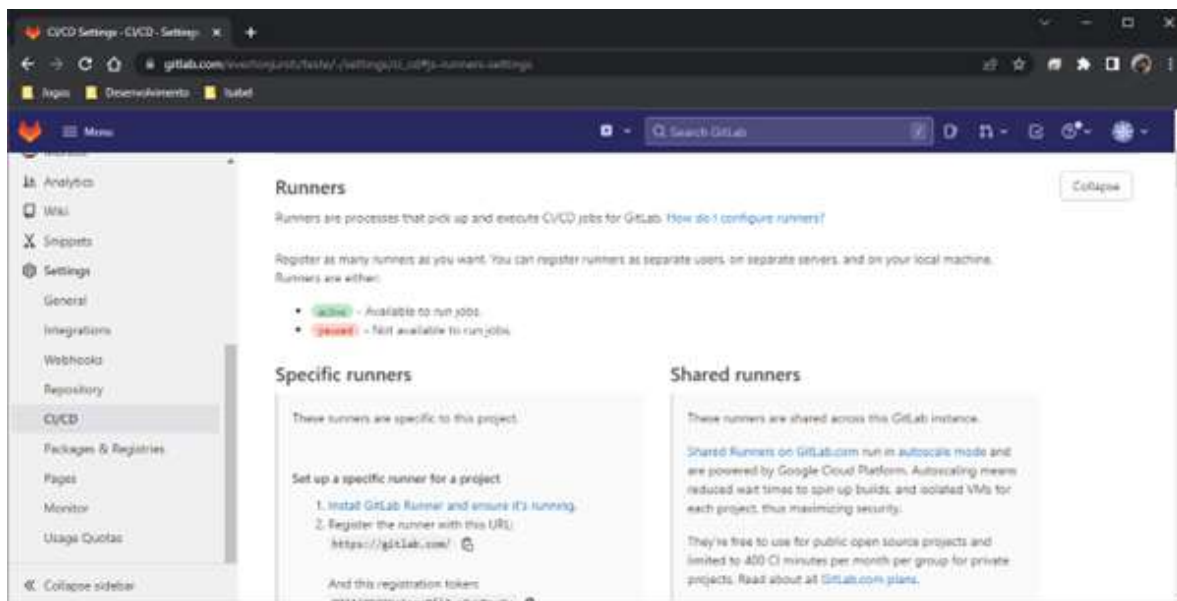 CI/CD Settings - CI/CD - Settings
gitlab.com
Jogos Desenvolvimento Isabel
Menu
Search GitLab
Monitor
Analytics
Wiki
Snippets
Settings
General
Integrations
Webhooks
Repository
CI/CD
Packages & Registries
Pages
Monitor
Usage Quotas
Collapse sidebar
Runners
Collapse
Runners are processes that pick up and execute CI/CD jobs for GitLab. How do I configure runners?
Register as many runners as you want. You can register runners as separate users, on separate servers, and on your local machine.
Runners are either:
active - Available to run jobs.
paused - Not available to run jobs.
Specific runners
These runners are specific to this project.
Set up a specific runner for a project
1. Install GitLab Runner and ensure it's running.
2. Register the runner with this URL:
https://gitlab.com/
And this registration token:
Shared runners
These runners are shared across this GitLab instance.
Shared Runners on GitLab.com run in autoscale mode and
are powered by Google Cloud Platform. Autoscaling means
reduced wait times to spin up builds, and isolated VMs for
each project, thus maximizing security.
They're free to use for public open source projects and
limited to 400 CI minutes per month per group for private
projects. Read about all GitLab.com plans.